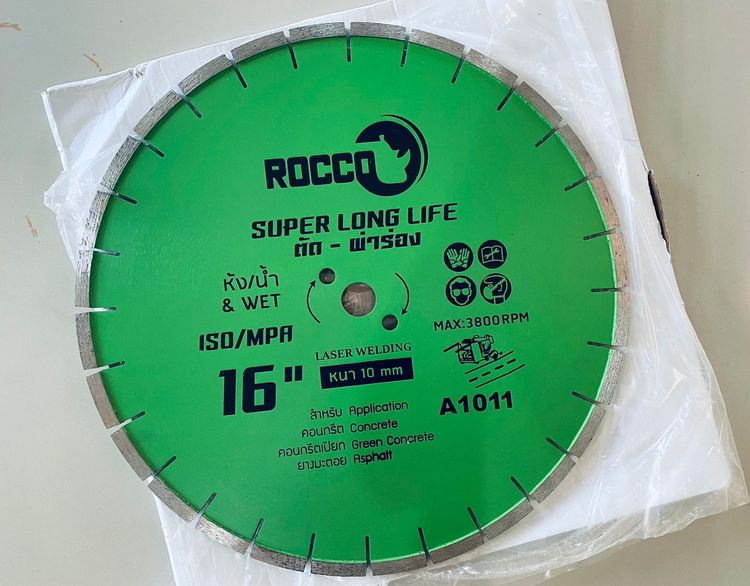 ROCCO
SUPER LONG LIFE
ตัด - ผ่าร่อง
ห้ง/น้ำ
& WET
ISO/MPA
MAX:3800RPM
LASER WELDING
16"
หนา 10 mm
A1011
สำหรับ Application
คอนกรีต Concrete
คอนกรีตเปียก Green Concrete
ยางมะตอย Asphalt